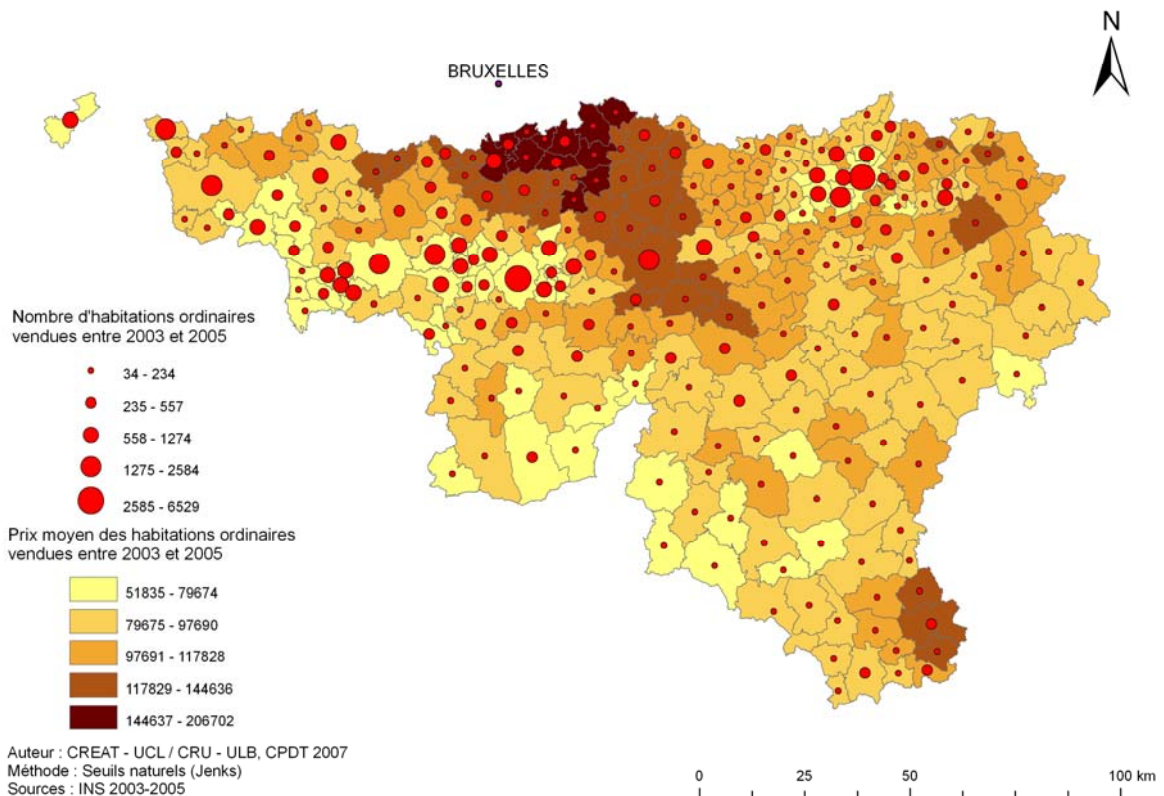 N
BRUXELLES
Nombre d'habitations ordinaires
vendues entre 2003 et 2005
34 - 234
235 - 557
558 - 1274
1275 - 2584
2585 - 6529
Prix moyen des habitations ordinaires
vendues entre 2003 et 2005
51835 - 79674
79675 - 97690
97691 - 117828
117829 - 144636
144637 - 206702
Auteur : CREAT - UCL / CRU - ULB, CPDT 2007
Méthode : Seuils naturels (Jenks)
Sources : INS 2003-2005
0 25 50 100 km